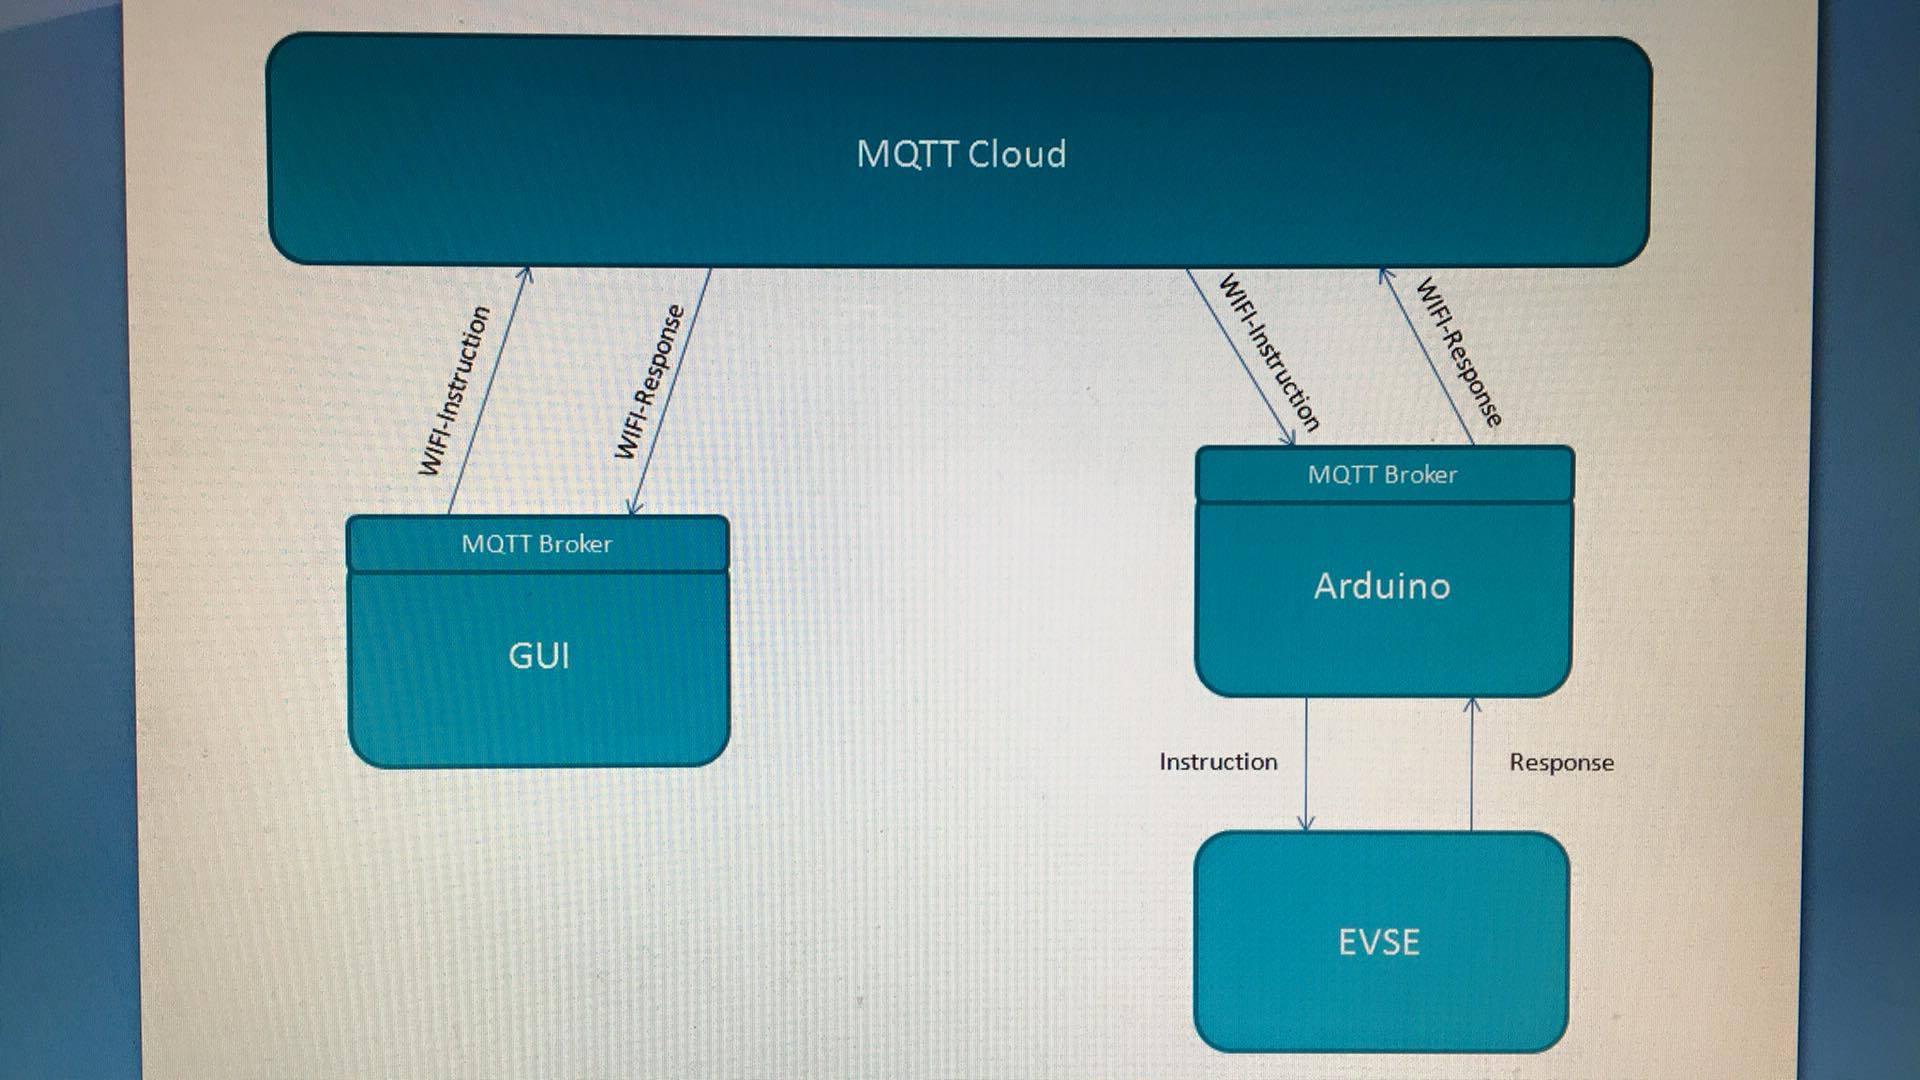 MQTT Cloud
WIFI-Instruction
WIFI-Response
WIFI-Instruction
WIFI-Response
MQTT Broker
GUI
MQTT Broker
Arduino
Instruction
Response
EVSE